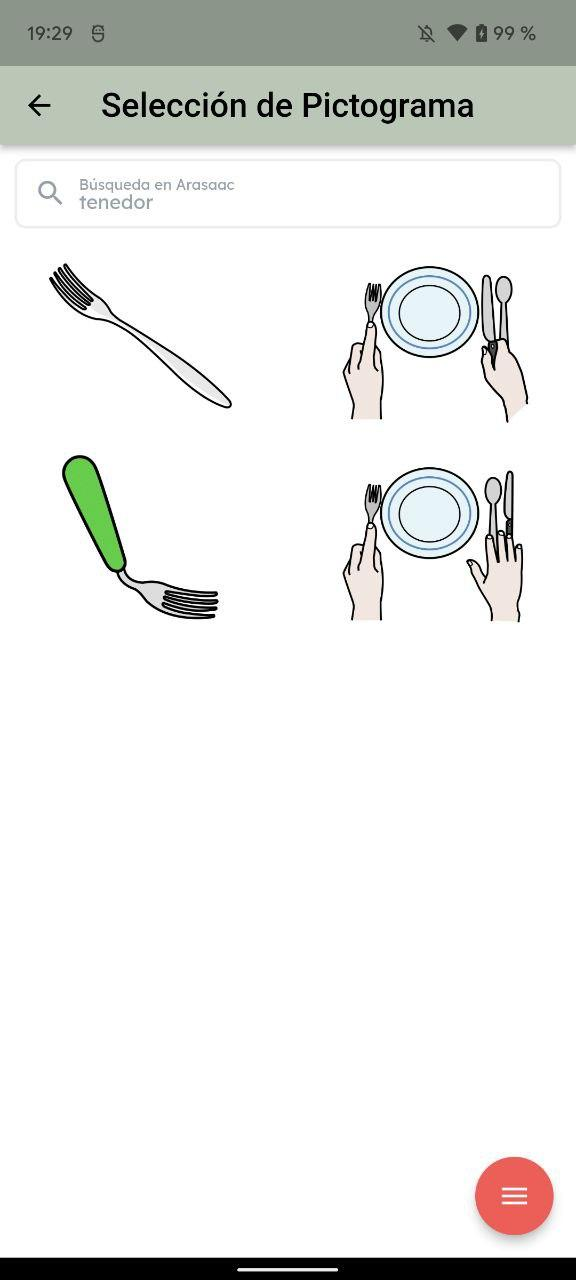 19:29
99 %
Selección de Pictograma
Búsqueda en Arasaac
tenedor